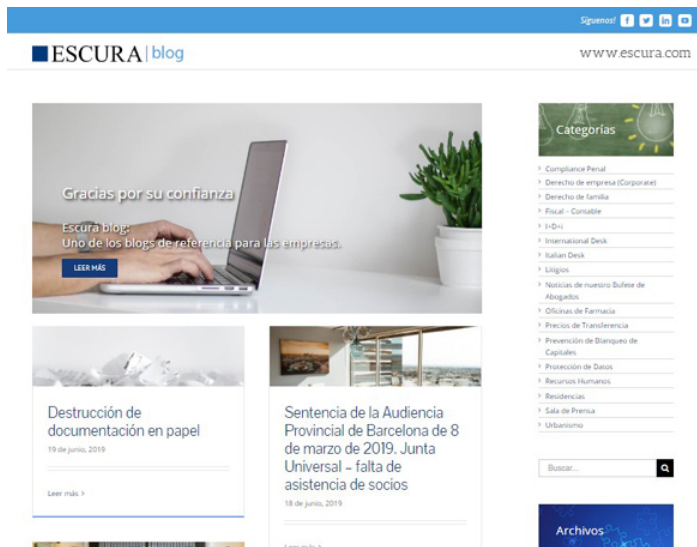 Síguenos!
ESCURA | blog
www.escura.com
Gracias por su confianza
Escura blog:
Uno de los blogs de referencia para las empresas.
LEER MÁS
Destrucción de
documentación en papel
19 de junio, 2019
Leer más >
Sentencia de la Audiencia
Provincial de Barcelona de 8
de marzo de 2019. Junta
Universal – falta de
asistencia de socios
18 de junio, 2019
Leer más >
Categorías
Compliance Penal
Derecho de empresa (Corporate)
Derecho de familia
Fiscal – Contable
I+D+i
International Desk
Italian Desk
Litigios
Noticias de nuestro Bufete de
Abogados
Oficinas de Farmacia
Precios de Transferencia
Prevención de Blanqueo de
Capitales
Protección de Datos
Recursos Humanos
Residencias
Sala de Prensa
Urbanismo
Buscar...
Archivos